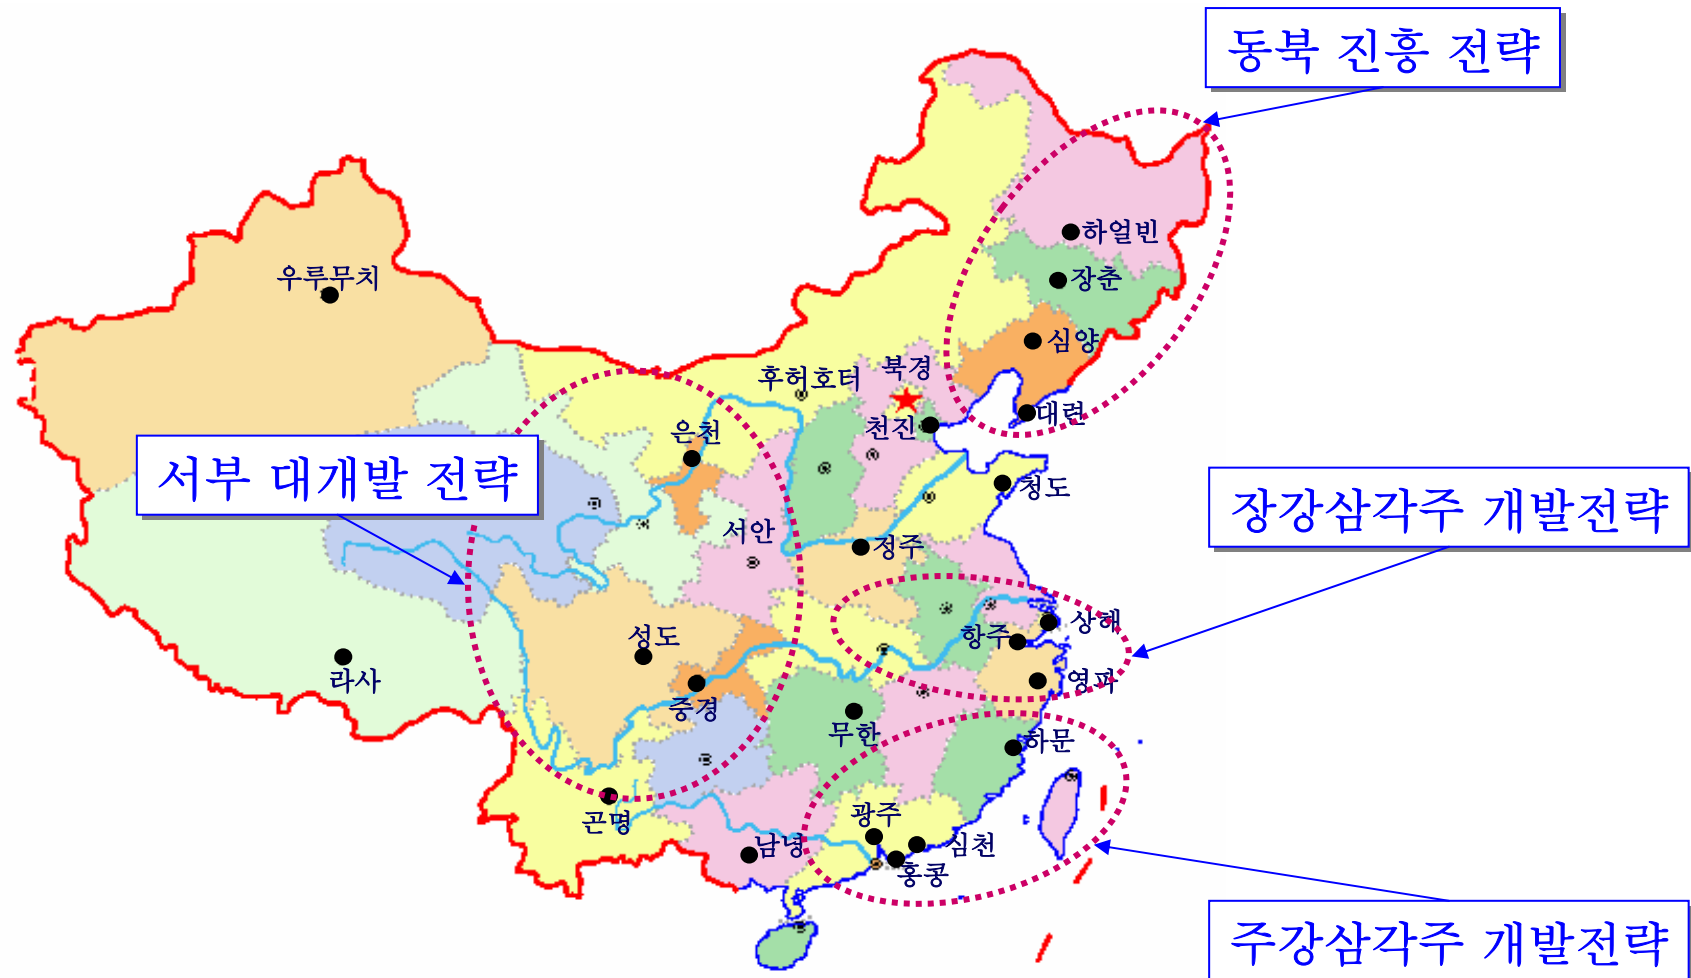 동북 진흥 전략
하얼빈
우루무치
장춘
심양
북경
후허호터
대련
천진
은천
서부 대개발 전략
청도
장강삼각주 개발전략
서안
정주
상해
항주
성도
라사
영파
중경
무한
하문
광주
곤명
남녕
심천
홍콩
주강삼각주 개발전략